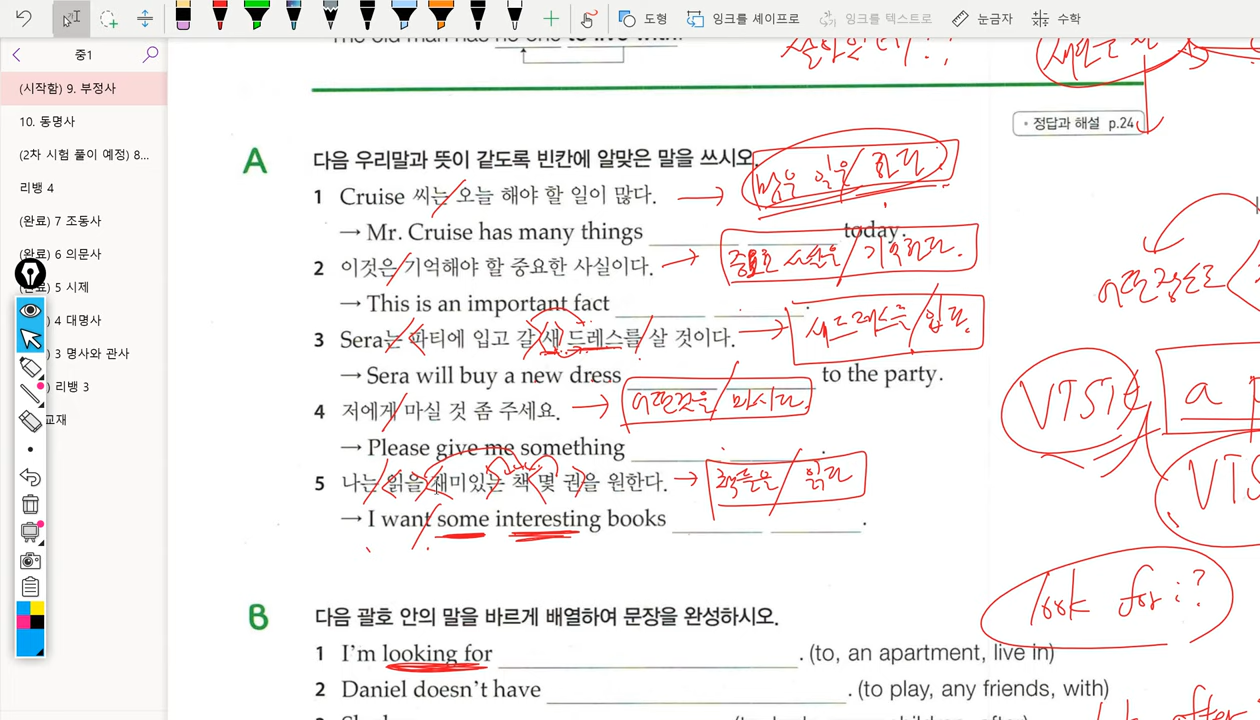 도형
잉크를 셰이프로
잉크를 텍스트로
눈금자
수학
중1
(시작함) 9. 부정사
10. 동명사
(2차 시험 풀이 예정) 8...
리뱅 4
(완료) 7 조동사
(완료) 6 의문사
5 시제
4 대명사
) 3 명사와 관사
) 리뱅 3
교재
The old man has no one to live with.
• 정답과 해설 p.24
A 다음 우리말과 뜻이 같도록 빈칸에 알맞은 말을 쓰시오.
많은 일을 / 한다
1 Cruise 씨는 오늘 해야 할 일이 많다.
→ Mr. Cruise has many things today.
2 이것은 기억해야 할 중요한 사실이다.
중요한 사실을 / 기억한다.
→ This is an important fact .
3 Sera는 파티에 입고 갈 새 드레스를 살 것이다.
새 드레스를 / 입다.
→ Sera will buy a new dress to the party.
4 저에게 마실 것 좀 주세요.
어떤것을 / 마시다.
→ Please give me something .
5 나는 읽을 재미있는 책 몇 권을 원한다.
책들을 / 읽다
→ I want some interesting books .
VTST
a
VTS
look for : ?
B 다음 괄호 안의 말을 바르게 배열하여 문장을 완성하시오.
1 I'm looking for . (to, an apartment, live in)
2 Daniel doesn't have . (to play, any friends, with)
after